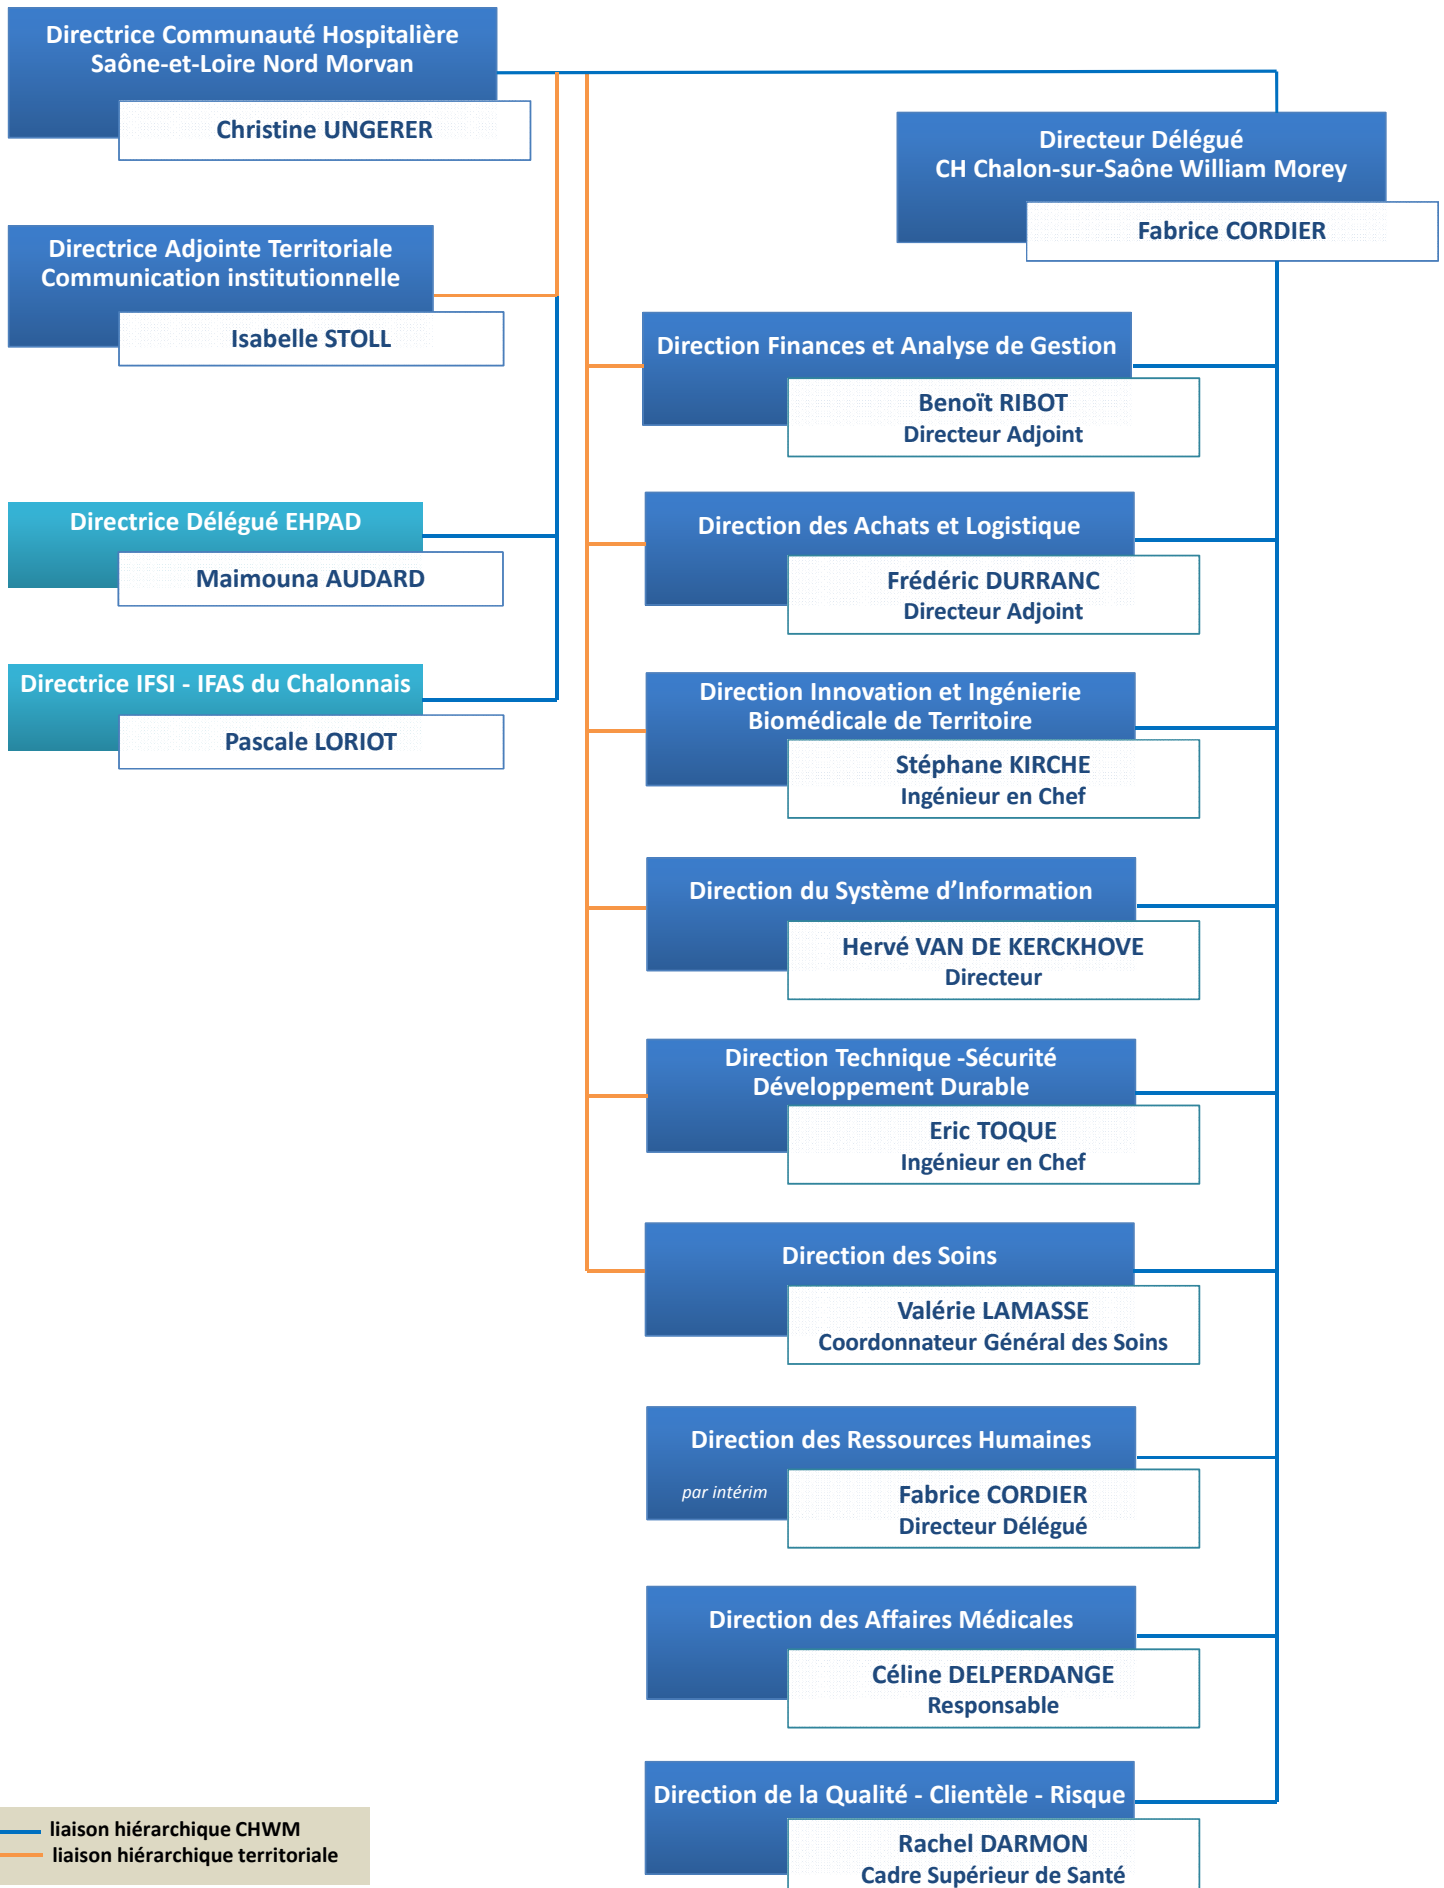 Directrice Communauté Hospitalière
Saône-et-Loire Nord Morvan
Christine UNGERER
Directeur Délégué
CH Chalon-sur-Saône William Morey
Fabrice CORDIER
Directrice Adjointe Territoriale
Communication institutionnelle
Isabelle STOLL
Directrice Délégué EHPAD
Maimouna AUDARD
Directrice IFSI - IFAS du Chalonnais
Pascale LORIOT
Direction Finances et Analyse de Gestion
Benoït RIBOT
Directeur Adjoint
Direction des Achats et Logistique
Frédéric DURRANC
Directeur Adjoint
Direction Innovation et Ingénierie
Biomédicale de Territoire
Stéphane KIRCHE
Ingénieur en Chef
Direction du Système d’Information
Hervé VAN DE KERCKHOVE
Directeur
Direction Technique -Sécurité
Développement Durable
Eric TOQUE
Ingénieur en Chef
Direction des Soins
Valérie LAMASSE
Coordonnateur Général des Soins
Direction des Ressources Humaines
par intérim
Fabrice CORDIER
Directeur Délégué
Direction des Affaires Médicales
Céline DELPERDANGE
Responsable
Direction de la Qualité - Clientèle - Risque
Rachel DARMON
Cadre Supérieur de Santé
liaison hiérarchique CHWM
liaison hiérarchique territoriale